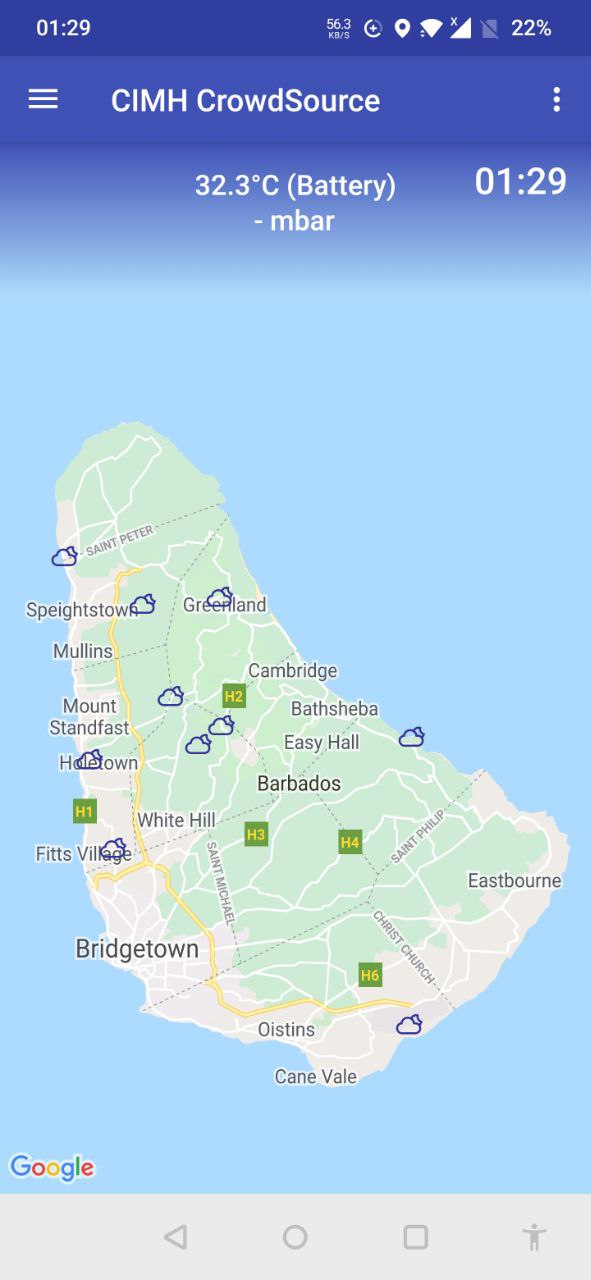 01:29 56.3 KB/S X 22%
CIMH CrowdSource
32.3°C (Battery) 01:29
- mbar
SAINT PETER
Speightstown Greenland
Mullins
Cambridge
H2
Mount
Standfast
Bathsheba
Easy Hall
Holetown
Barbados
H1
White Hill
H3
H4
SAINT PHILIP
Fitts Village
SAINT MICHAEL
Eastbourne
CHRIST CHURCH
Bridgetown
H6
Oistins
Cane Vale
Google